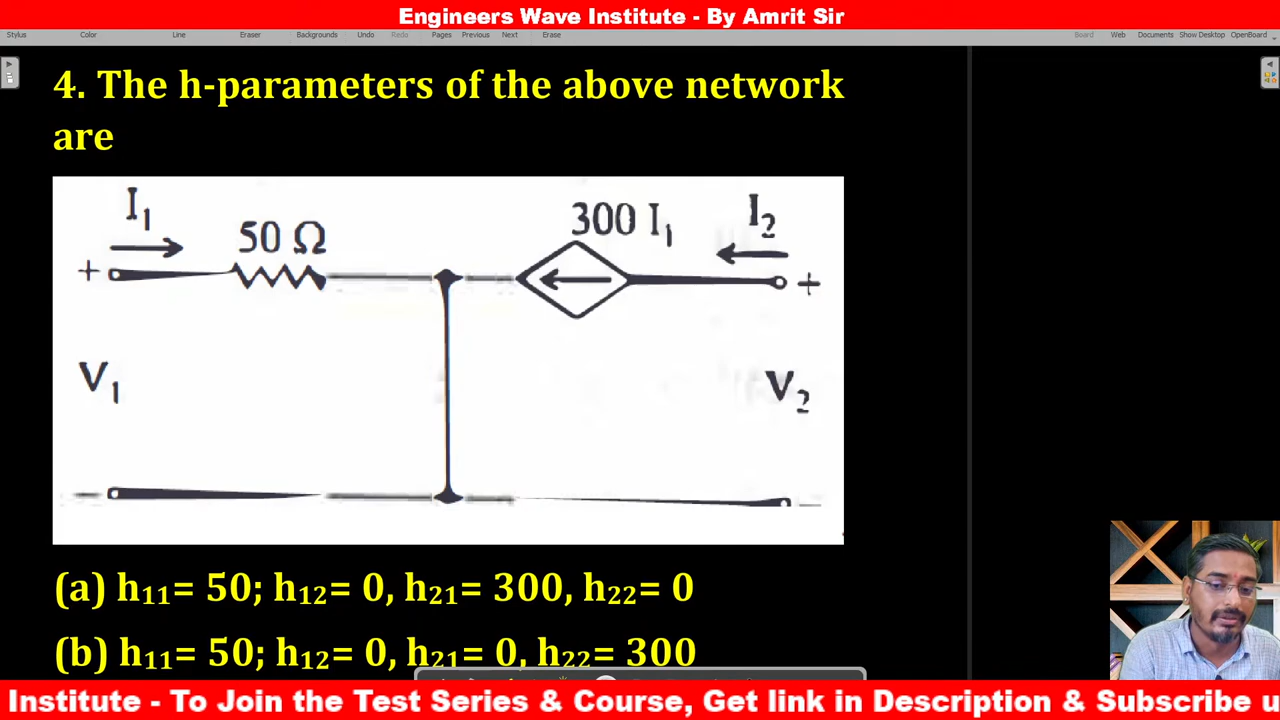 Engineers Wave Institute - By Amrit Sir
Stylus Color Line Eraser Backgrounds Undo Redo Pages Previous Next Erase Board Web Documents Show Desktop OpenBoard
4. The h-parameters of the above network
are
I₁ 50 Ω 300 I₁ I₂
+ +
V₁ V₂
− −
(a) h₁₁= 50; h₁₂= 0, h₂₁= 300, h₂₂= 0
(b) h₁₁= 50; h₁₂= 0, h₂₁= 0, h₂₂= 300
Institute - To Join the Test Series & Course, Get link in Description & Subscribe u